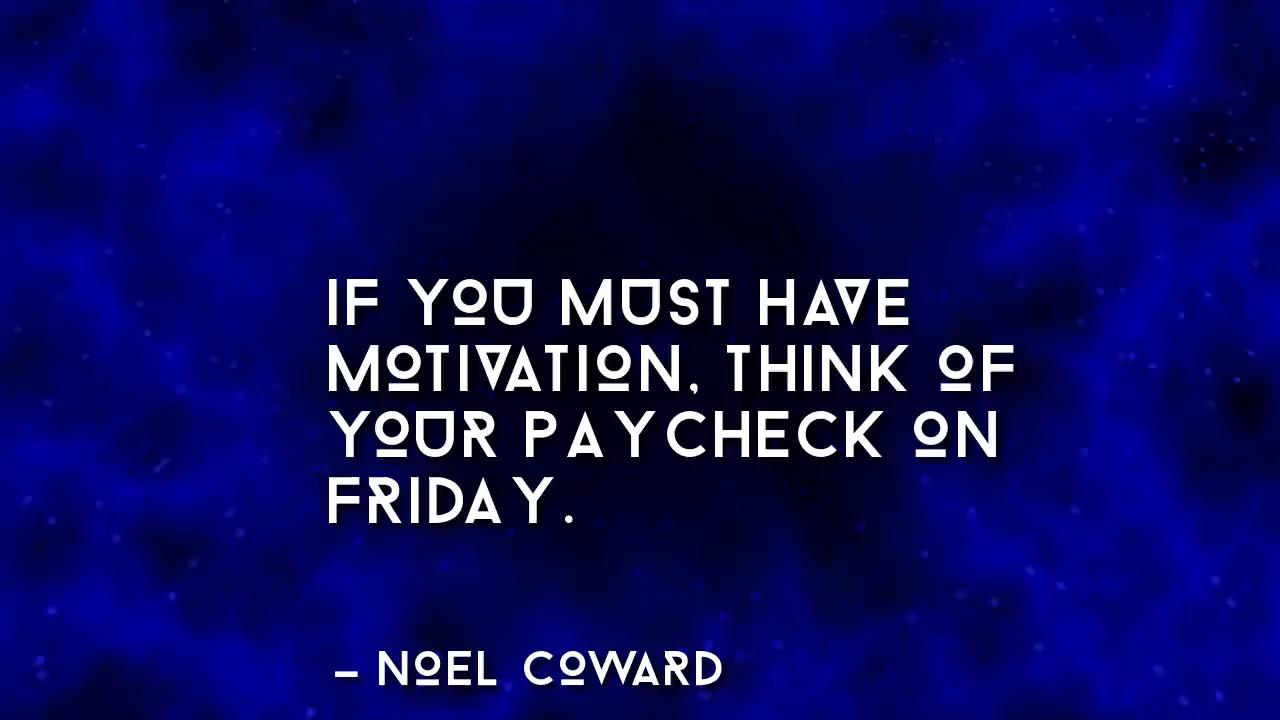 IF YOU MUST HAVE
MOTIVATION, THINK OF
YOUR PAYCHECK ON
FRIDAY.
– NOEL COWARD